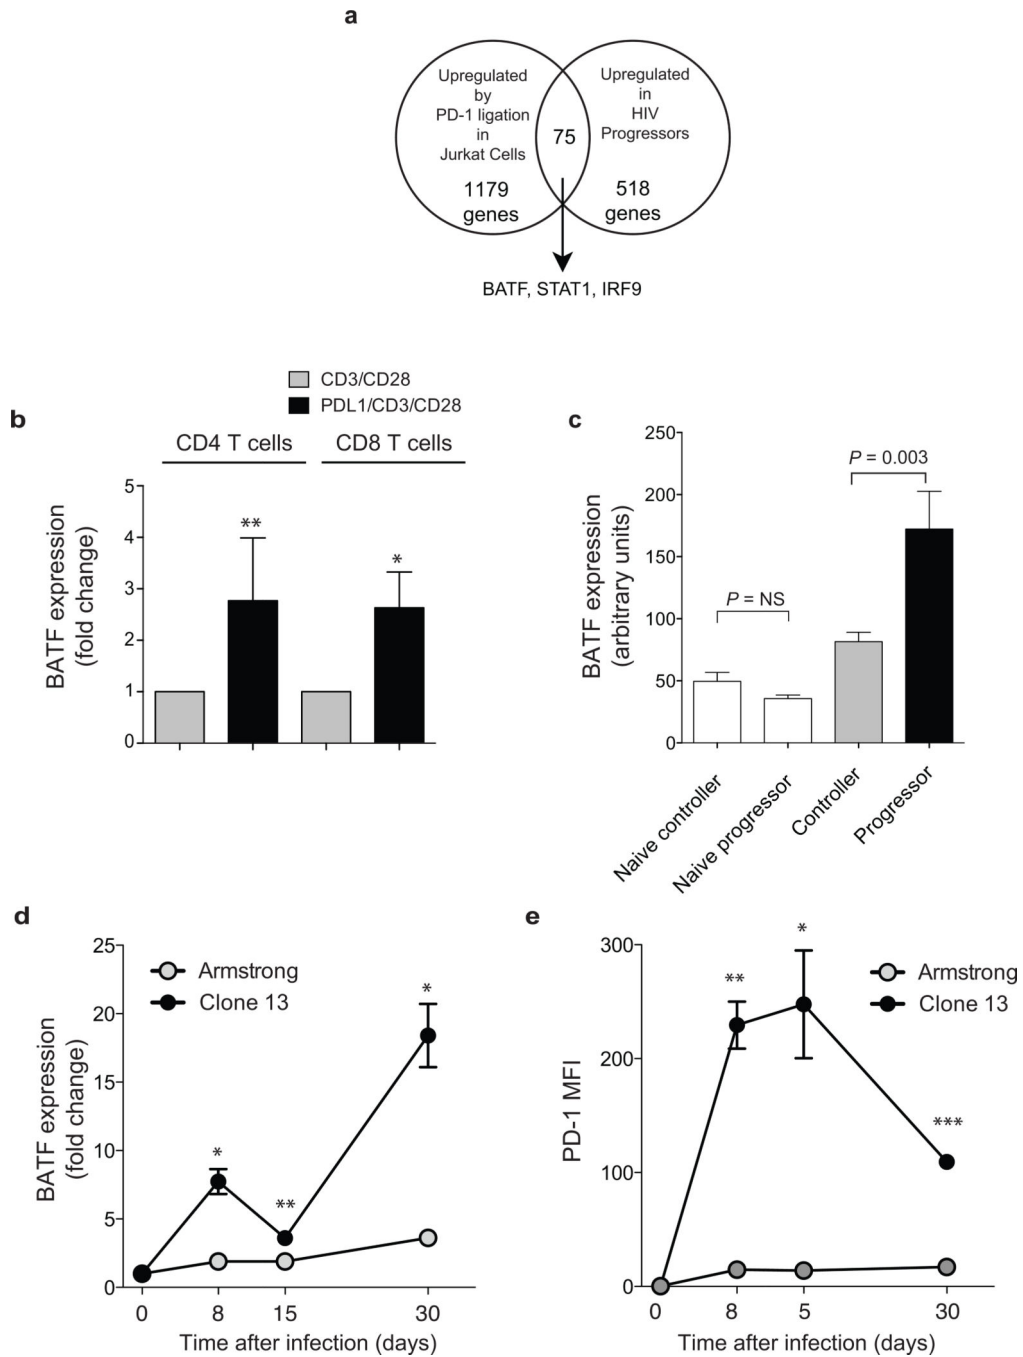 a
Upregulated
by
PD-1 ligation
in
Jurkat Cells
1179
genes
75
Upregulated
in
HIV
Progressors
518
genes
BATF, STAT1, IRF9
b
CD3/CD28
PDL1/CD3/CD28
CD4 T cells
CD8 T cells
BATF expression
(fold change)
5
4
3
2
1
0
**
*
c
BATF expression
(arbitrary units)
250
200
150
100
50
0
P = NS
P = 0.003
Naive controller
Naive progressor
Controller
Progressor
d
BATF expression
(fold change)
25
20
15
10
5
0
Armstrong
Clone 13
*
**
*
0 8 15 30
Time after infection (days)
e
PD-1 MFI
300
200
100
0
**
*
***
Armstrong
Clone 13
0 8 5 30
Time after infection (days)